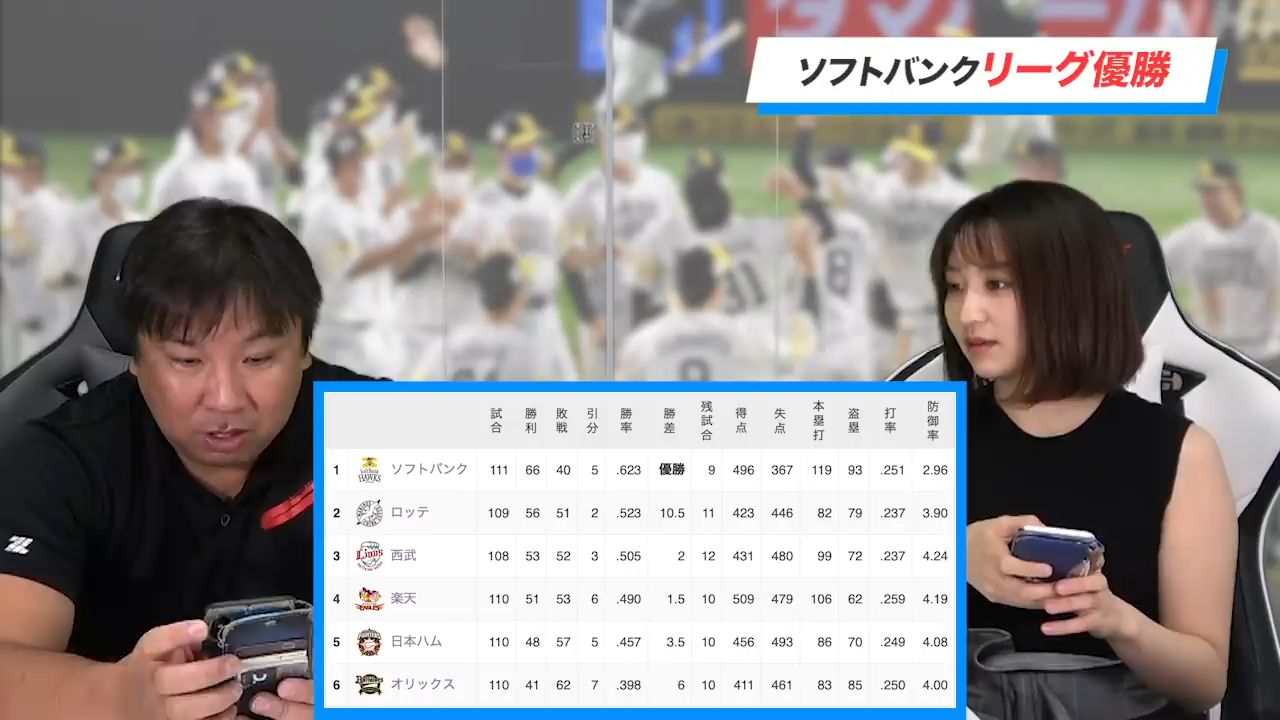 ソフトバンクリーグ優勝
試合 勝利 敗戦 引分 勝率 勝差 残試合 得点 失点 本塁打 盗塁 打率 防御率
1 ソフトバンク 111 66 40 5 .623 優勝 9 496 367 119 93 .251 2.96
2 ロッテ 109 56 51 2 .523 10.5 11 423 446 82 79 .237 3.90
3 西武 108 53 52 3 .505 2 12 431 480 99 72 .237 4.24
4 楽天 110 51 53 6 .490 1.5 10 509 479 106 62 .259 4.19
5 日本ハム 110 48 57 5 .457 3.5 10 456 493 86 70 .249 4.08
6 オリックス 110 41 62 7 .398 6 10 411 461 83 85 .250 4.00